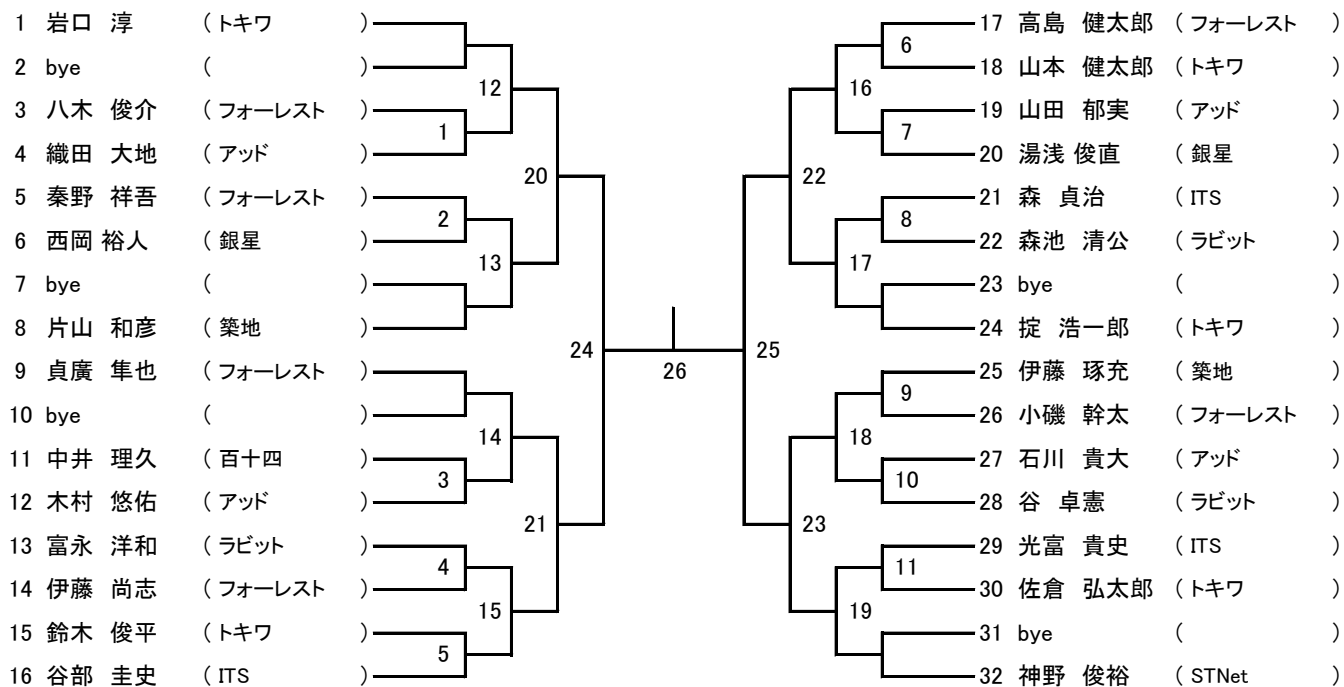 1 岩口 淳 ( トキワ )
2 bye ( )
3 八木 俊介 ( フォーレスト )
4 織田 大地 ( アッド )
5 秦野 祥吾 ( フォーレスト )
6 西岡 裕人 ( 銀星 )
7 bye ( )
8 片山 和彦 ( 築地 )
9 貞廣 隼也 ( フォーレスト )
10 bye ( )
11 中井 理久 ( 百十四 )
12 木村 悠佑 ( アッド )
13 富永 洋和 ( ラビット )
14 伊藤 尚志 ( フォーレスト )
15 鈴木 俊平 ( トキワ )
16 谷部 圭史 ( ITS )
12
1
20
2
13
24
14
3
21
4
15
5
26
6
16
7
22
8
17
25
9
18
10
23
11
19
17 高島 健太郎 ( フォーレスト )
18 山本 健太郎 ( トキワ )
19 山田 郁実 ( アッド )
20 湯浅 俊直 ( 銀星 )
21 森 貞治 ( ITS )
22 森池 清公 ( ラビット )
23 bye ( )
24 掟 浩一郎 ( トキワ )
25 伊藤 琢充 ( 築地 )
26 小磯 幹太 ( フォーレスト )
27 石川 貴大 ( アッド )
28 谷 卓憲 ( ラビット )
29 光富 貴史 ( ITS )
30 佐倉 弘太郎 ( トキワ )
31 bye ( )
32 神野 俊裕 ( STNet )